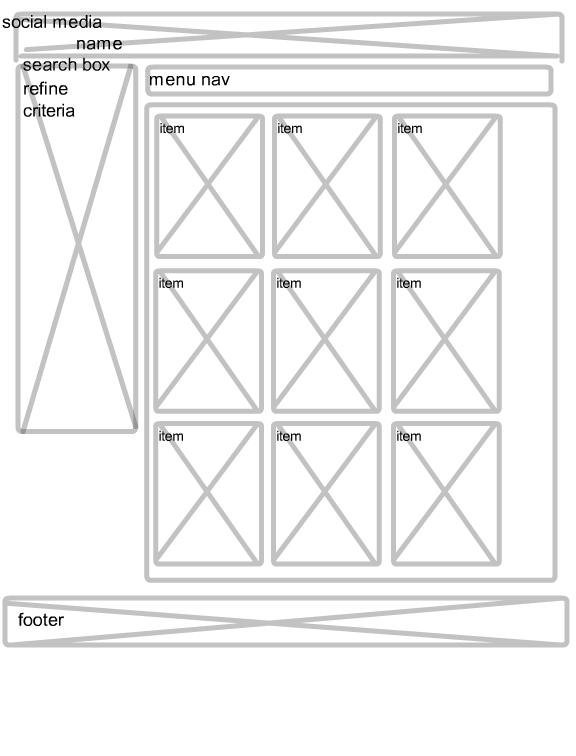 social media
name
search box
refine
criteria
menu nav
item
item
item
item
item
item
item
item
item
footer